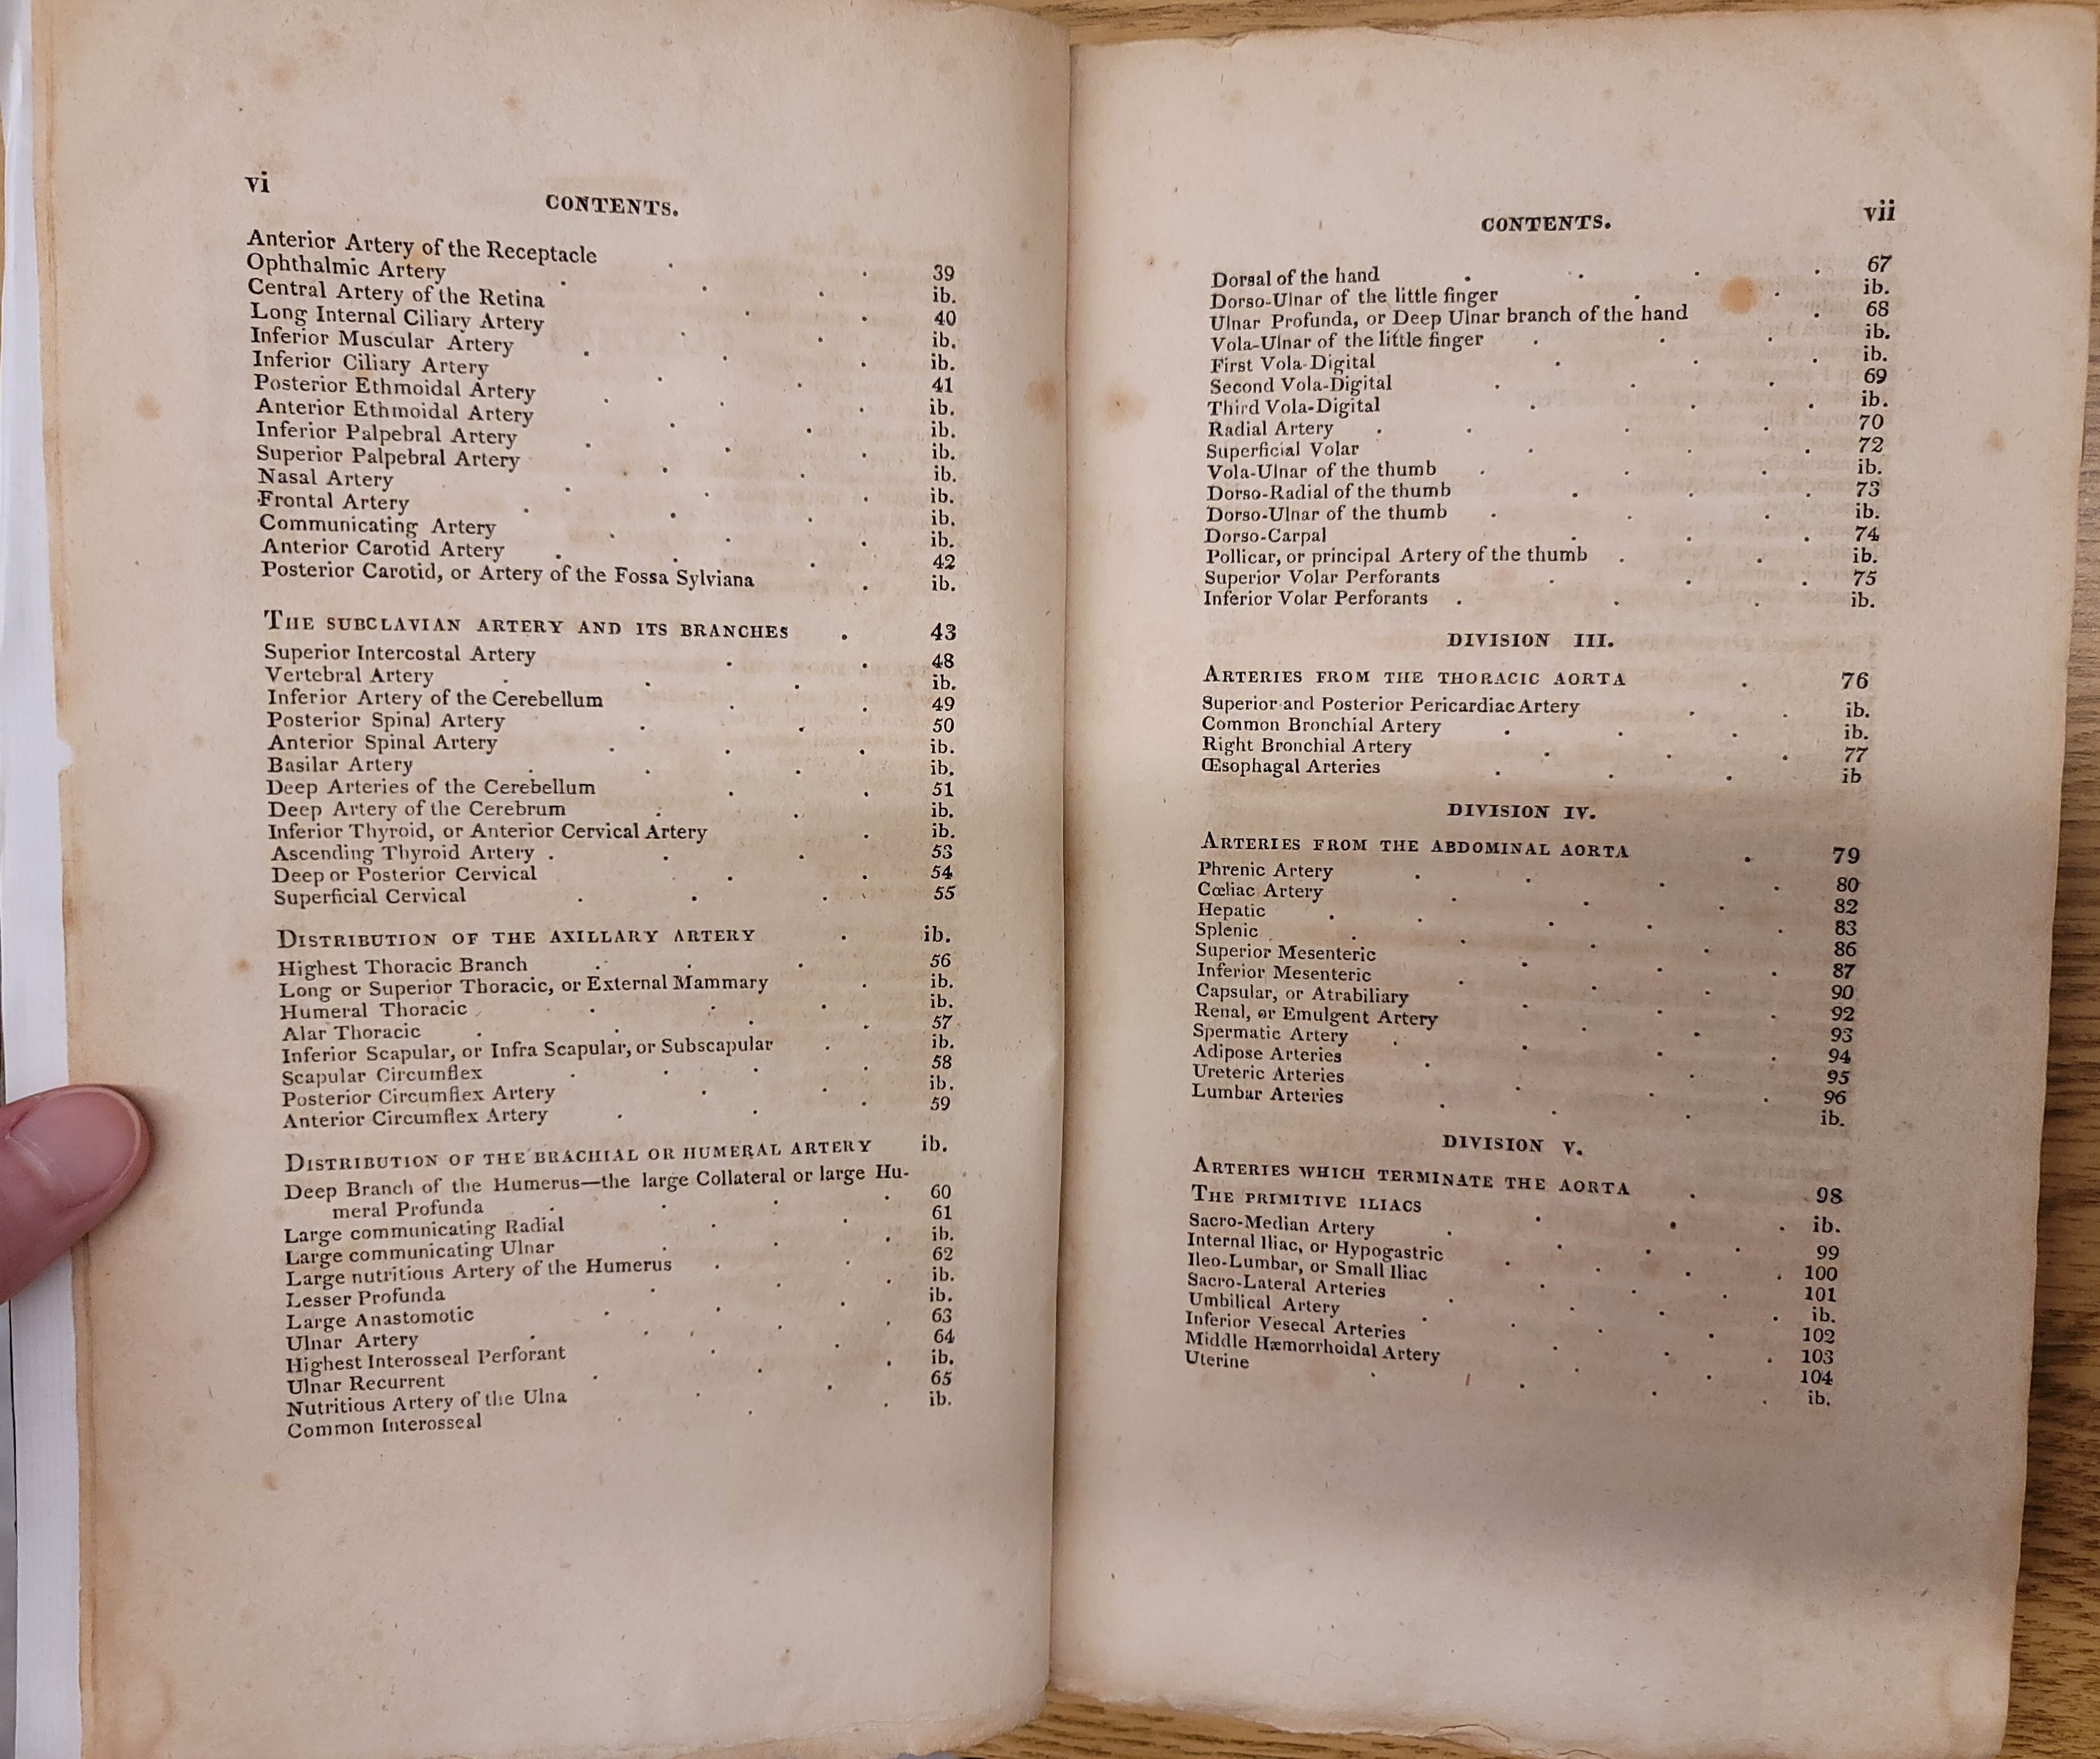 vi
CONTENTS.
Anterior Artery of the Receptacle . . 39
Ophthalmic Artery . . . ib.
Central Artery of the Retina . . 40
Long Internal Ciliary Artery . . ib.
Inferior Muscular Artery . . . ib.
Inferior Ciliary Artery . . 41
Posterior Ethmoidal Artery . . . ib.
Anterior Ethmoidal Artery . . ib.
Inferior Palpebral Artery . . . ib.
Superior Palpebral Artery . . ib.
Nasal Artery . . . ib.
Frontal Artery . . . ib.
Communicating Artery . . . ib.
Anterior Carotid Artery . . . 42
Posterior Carotid, or Artery of the Fossa Sylviana . ib.
THE SUBCLAVIAN ARTERY AND ITS BRANCHES . 43
Superior Intercostal Artery . . 48
Vertebral Artery . . . ib.
Inferior Artery of the Cerebellum . . 49
Posterior Spinal Artery . . 50
Anterior Spinal Artery . . . ib.
Basilar Artery . . . ib.
Deep Arteries of the Cerebellum . . 51
Deep Artery of the Cerebrum . . ib.
Inferior Thyroid, or Anterior Cervical Artery . ib.
Ascending Thyroid Artery . . . 53
Deep or Posterior Cervical . . 54
Superficial Cervical . . . 55
DISTRIBUTION OF THE AXILLARY ARTERY . ib.
Highest Thoracic Branch . . . 56
Long or Superior Thoracic, or External Mammary . ib.
Humeral Thoracic . . . ib.
Alar Thoracic . . . . 57
Inferior Scapular, or Infra Scapular, or Subscapular . ib.
Scapular Circumflex . . . . 58
Posterior Circumflex Artery . . ib.
Anterior Circumflex Artery . . . 59
DISTRIBUTION OF THE BRACHIAL OR HUMERAL ARTERY ib.
Deep Branch of the Humerus—the large Collateral or large Hu-
meral Profunda . . . . 60
Large communicating Radial . . 61
Large communicating Ulnar . . . ib.
Large nutritious Artery of the Humerus . . 62
Lesser Profunda . . . ib.
Large Anastomotic . . . ib.
Ulnar Artery . . . . 63
Highest Interosseal Perforant . . 64
Ulnar Recurrent . . . ib.
Nutritious Artery of the Ulna . . 65
Common Interosseal . . . ib.
CONTENTS. vii
Dorsal of the hand . . . . 67
Dorso-Ulnar of the little finger . . ib.
Ulnar Profunda, or Deep Ulnar branch of the hand . 68
Vola-Ulnar of the little finger . . . ib.
First Vola-Digital . . . ib.
Second Vola-Digital . . . 69
Third Vola-Digital . . . ib.
Radial Artery . . . . 70
Superficial Volar . . . 72
Vola-Ulnar of the thumb . . . ib.
Dorso-Radial of the thumb . . . 73
Dorso-Ulnar of the thumb . . . ib.
Dorso-Carpal . . . 74
Pollicar, or principal Artery of the thumb . . ib.
Superior Volar Perforants . . . 75
Inferior Volar Perforants . . . ib.
DIVISION III.
ARTERIES FROM THE THORACIC AORTA . 76
Superior and Posterior Pericardiac Artery . . ib.
Common Bronchial Artery . . . ib.
Right Bronchial Artery . . . 77
Œsophagal Arteries . . . ib
DIVISION IV.
ARTERIES FROM THE ABDOMINAL AORTA . 79
Phrenic Artery . . . . 80
Cœliac Artery . . . 82
Hepatic . . . . . 83
Splenic . . . . 86
Superior Mesenteric . . . 87
Inferior Mesenteric . . . 90
Capsular, or Atrabiliary . . . 92
Renal, or Emulgent Artery . . 93
Spermatic Artery . . . . 94
Adipose Arteries . . . 95
Ureteric Arteries . . . 96
Lumbar Arteries . . . ib.
DIVISION V.
ARTERIES WHICH TERMINATE THE AORTA . 98
THE PRIMITIVE ILIACS . . . ib.
Sacro-Median Artery . . . . 99
Internal Iliac, or Hypogastric . . . 100
Ileo-Lumbar, or Small Iliac . . . 101
Sacro-Lateral Arteries . . . ib.
Umbilical Artery . . . . 102
Inferior Vesecal Arteries . . . 103
Middle Hæmorrhoidal Artery . . 104
Uterine . . . . ib.